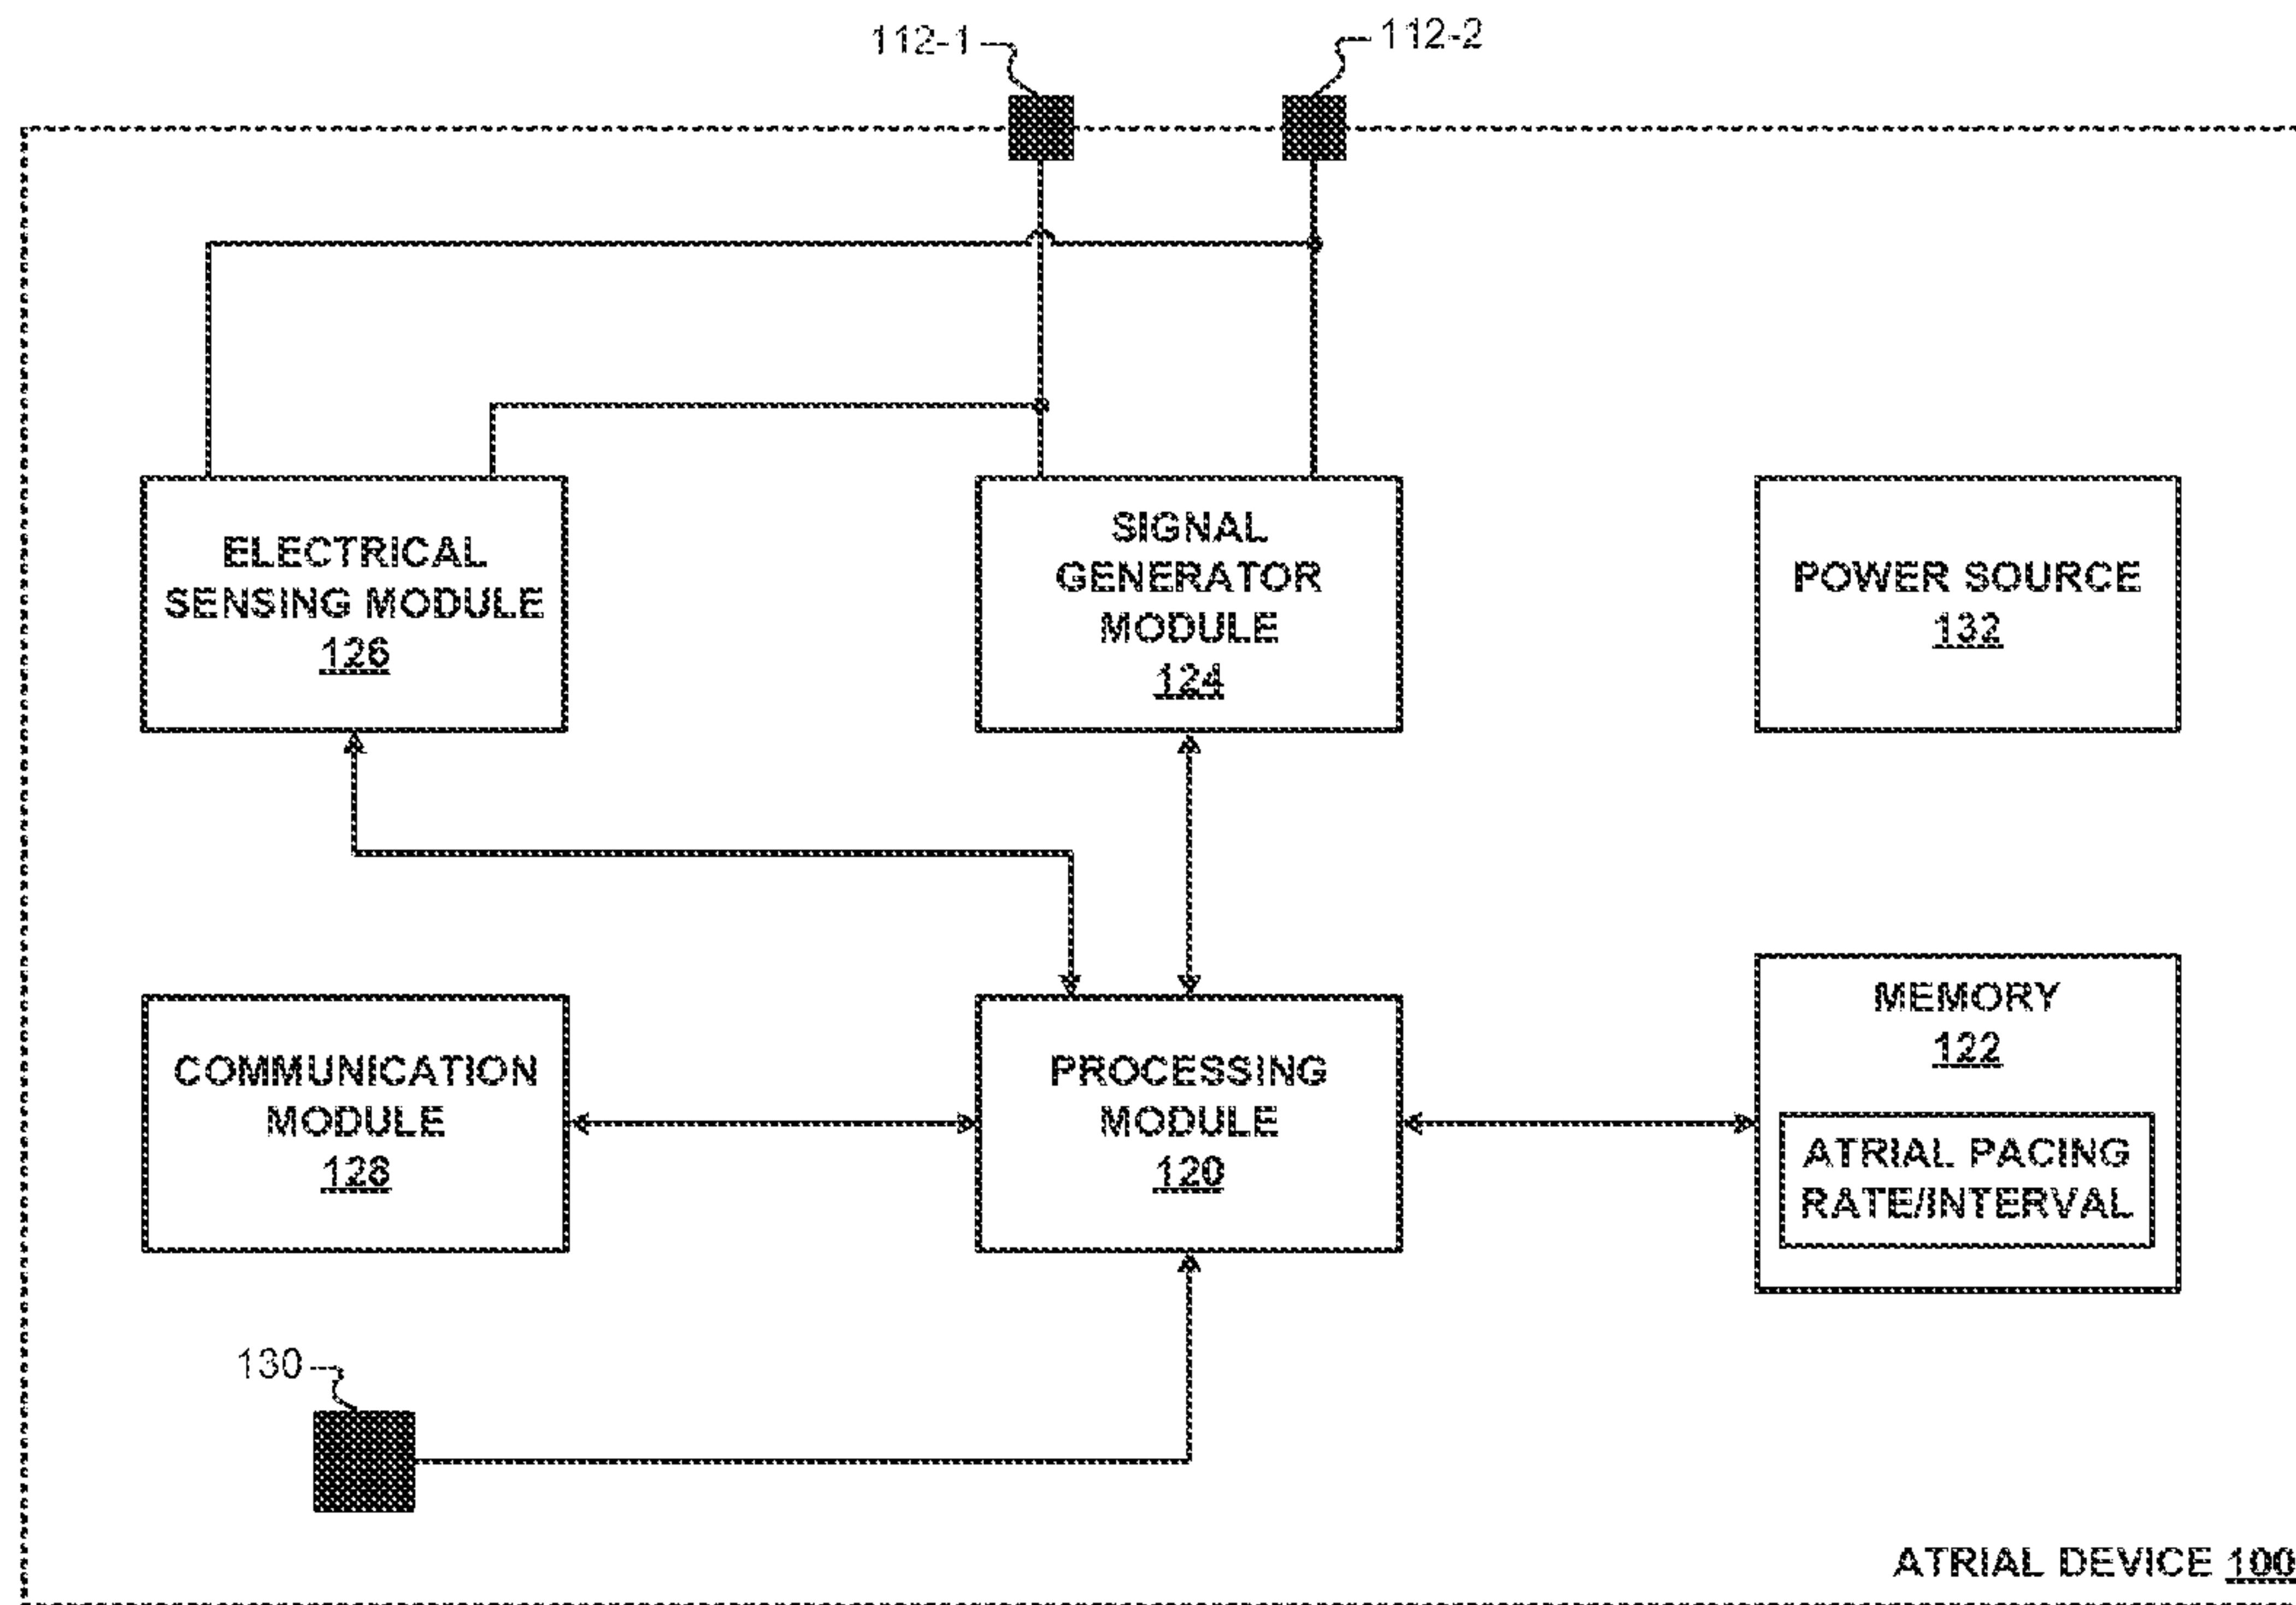 112-1
112-2
ELECTRICAL
SENSING MODULE
126
SIGNAL
GENERATOR
MODULE
124
POWER SOURCE
132
COMMUNICATION
MODULE
128
PROCESSING
MODULE
120
MEMORY
122
ATRIAL PACING
RATE/INTERVAL
130
ATRIAL DEVICE 100